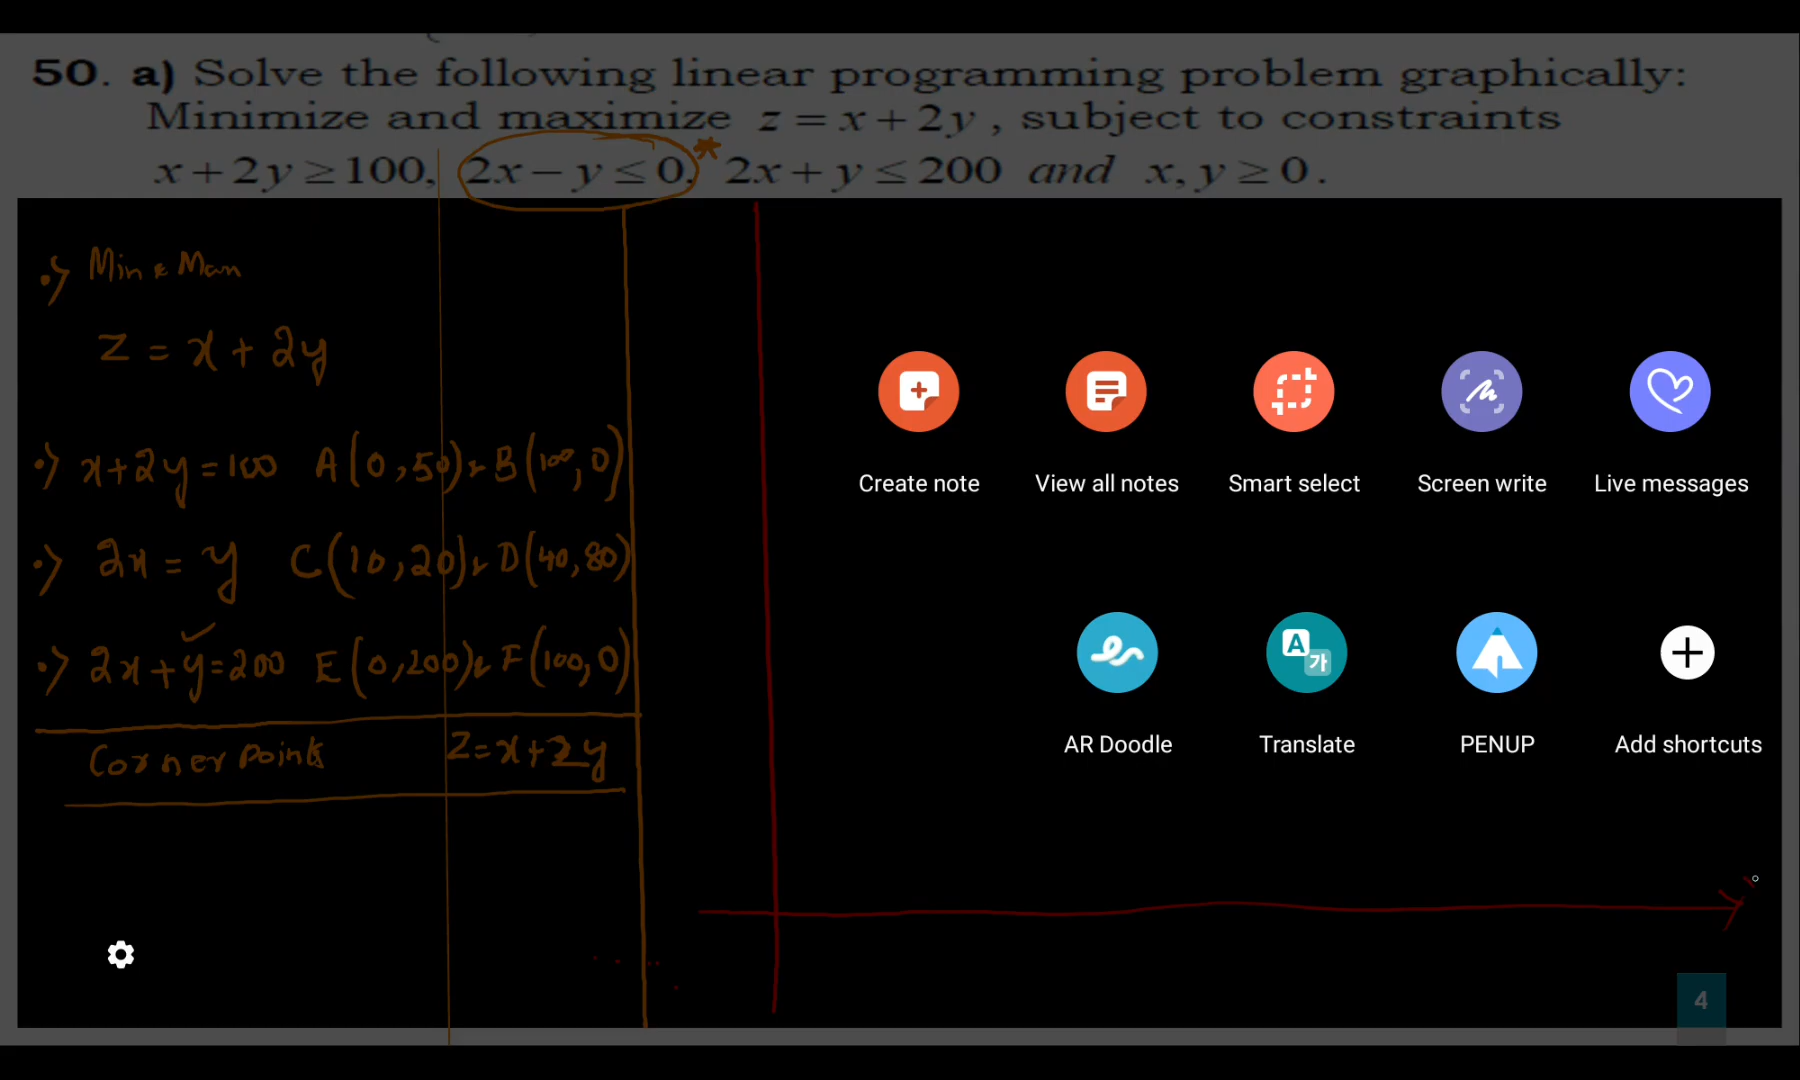 50. a) Solve the following linear programming problem graphically:
Minimize and maximize z = x + 2y , subject to constraints
x + 2y ≥ 100, 2x − y ≤ 0, 2x + y ≤ 200 and x, y ≥ 0 .
Min & Max
Z = x + 2y
x+2y=100 A(0,50) & B(100,0)
2x = y C(10,20) & D(40,80)
2x+y=200 E(0,200) & F(100,0)
Corner Points Z=x+2y
Create note
View all notes
Smart select
Screen write
Live messages
AR Doodle
Translate
PENUP
Add shortcuts
4